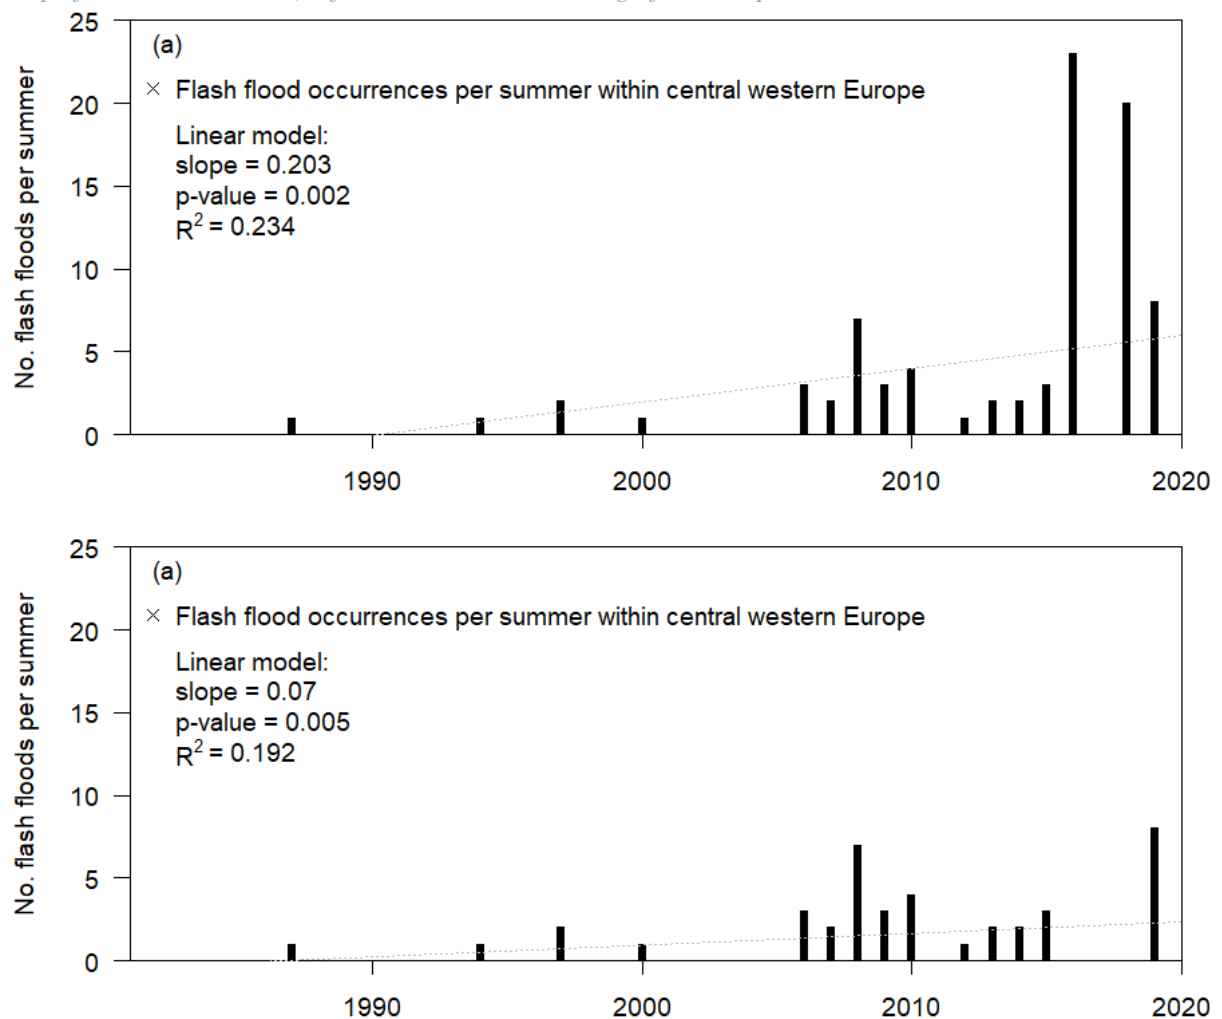 25
(a)
× Flash flood occurrences per summer within central western Europe
20
Linear model:
slope = 0.203
p-value = 0.002
R² = 0.234
15
10
5
0
No. flash floods per summer
1990 2000 2010 2020
25
(a)
× Flash flood occurrences per summer within central western Europe
20
Linear model:
slope = 0.07
p-value = 0.005
R² = 0.192
15
10
5
0
No. flash floods per summer
1990 2000 2010 2020